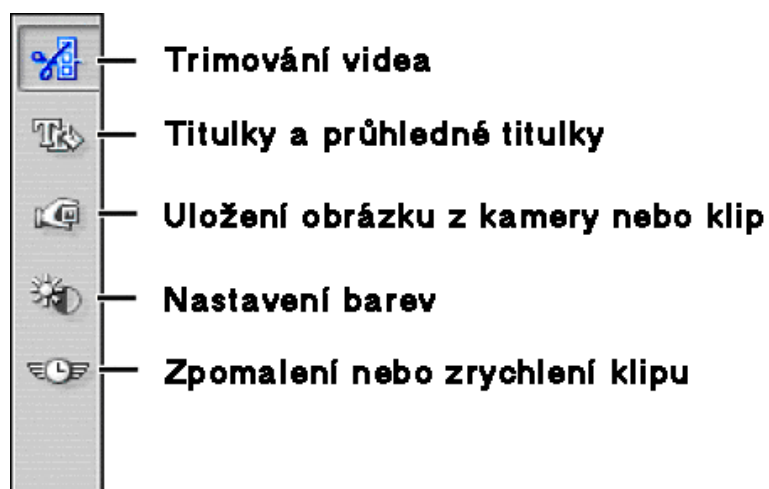 Trimování videa
Titulky a průhledné titulky
Uložení obrázku z kamery nebo klip
Nastavení barev
Zpomalení nebo zrychlení klipu